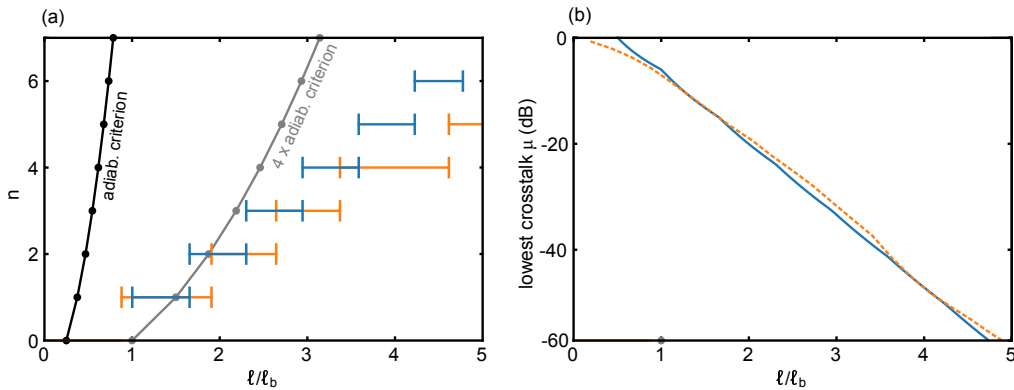 (a)
n
6
4
2
0
adiab. criterion
4 x adiab. criterion
0 1 2 3 4 5
ℓ/ℓb
(b)
lowest crosstalk μ (dB)
0
-20
-40
-60
0 1 2 3 4 5
ℓ/ℓb